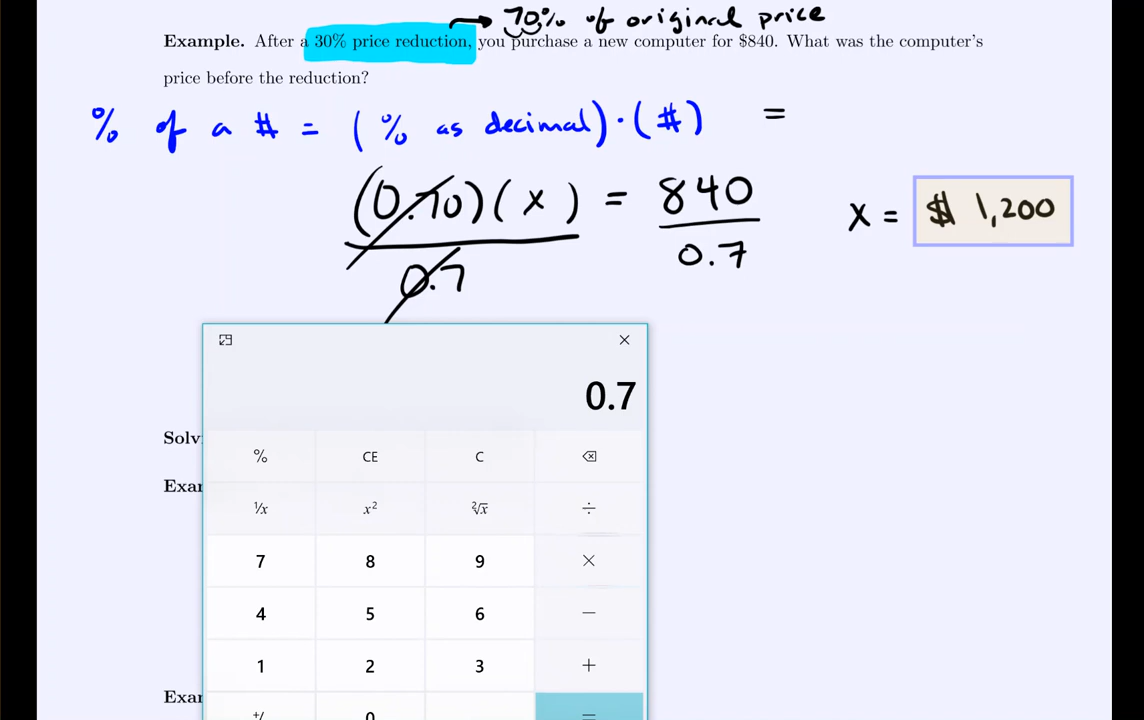 70% of original price
Example. After a 30% price reduction, you purchase a new computer for $840. What was the computer's
price before the reduction?
% of a # = (% as decimal) · (#) =
(0.70)(x) = 840
0.7 0.7
x = $ 1,200
0.7
Solv
% CE C
Exam
1/x x² ²√x ÷
7 8 9 ×
4 5 6 −
1 2 3 +
Exam
+/ 0 =